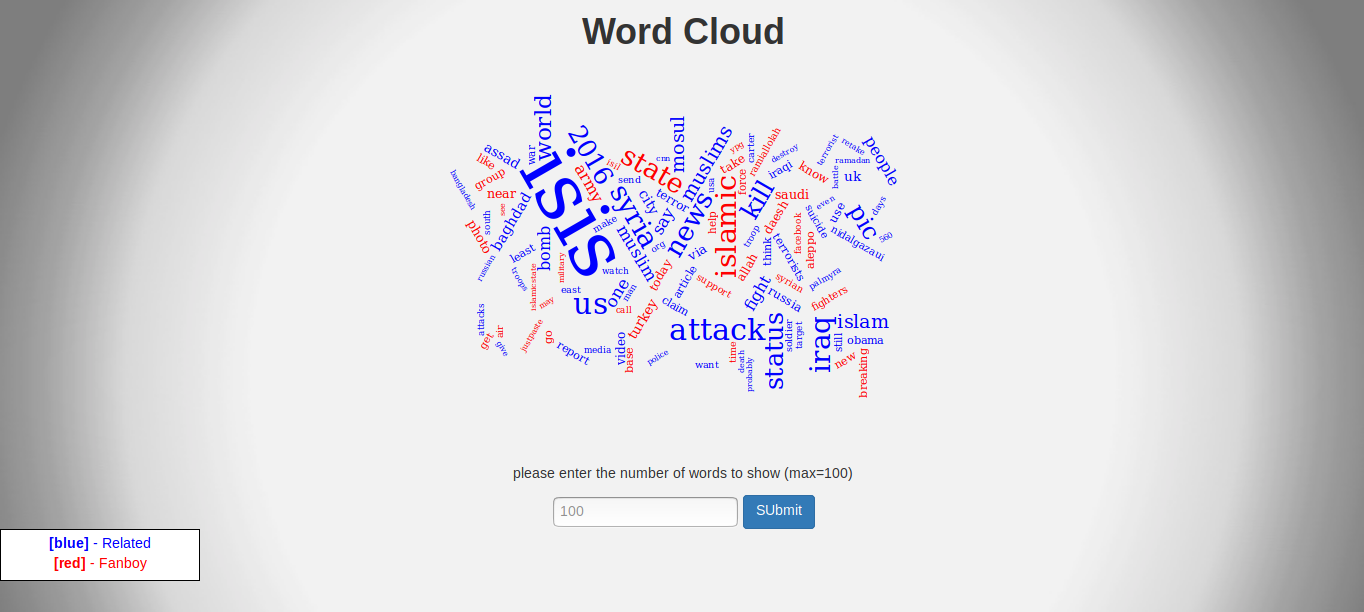 Word Cloud
world
2016
mosul
muslims
state
assad
war
like
group
near
bangladesh
see
south
baghdad
photo
isis
army
isil
send
cnn
syria
city
terror
say
make
muslim
org
news
usa
help
islamic
take
ypg
carter
ramiallolah
destroy
force
iraqi
kill
saudi
know
terrorist
retake
ramadan
battle
uk
people
days
even
use
suicide
pic
560
nidalgazaui
daesh
facebook
aleppo
troop
think
terrorists
allah
via
article
today
support
least
bomb
military
watch
russian
troops
islamicstate
may
east
us
one
man
call
claim
turkey
fight
russia
syrian
palmyra
fighters
attacks
get
air
give
justpaste
go
report
media
video
base
police
attack
want
time
death
probably
status
soldier
target
iraq
still
islam
obama
new
breaking
please enter the number of words to show (max=100)
100 SUbmit
[blue] - Related
[red] - Fanboy